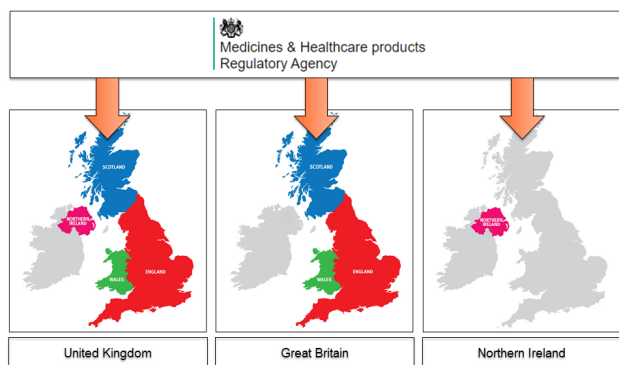 Medicines & Healthcare products
Regulatory Agency
SCOTLAND
NORTHERN
IRELAND
WALES
ENGLAND
United Kingdom
SCOTLAND
WALES
ENGLAND
Great Britain
NORTHERN
IRELAND
Northern Ireland